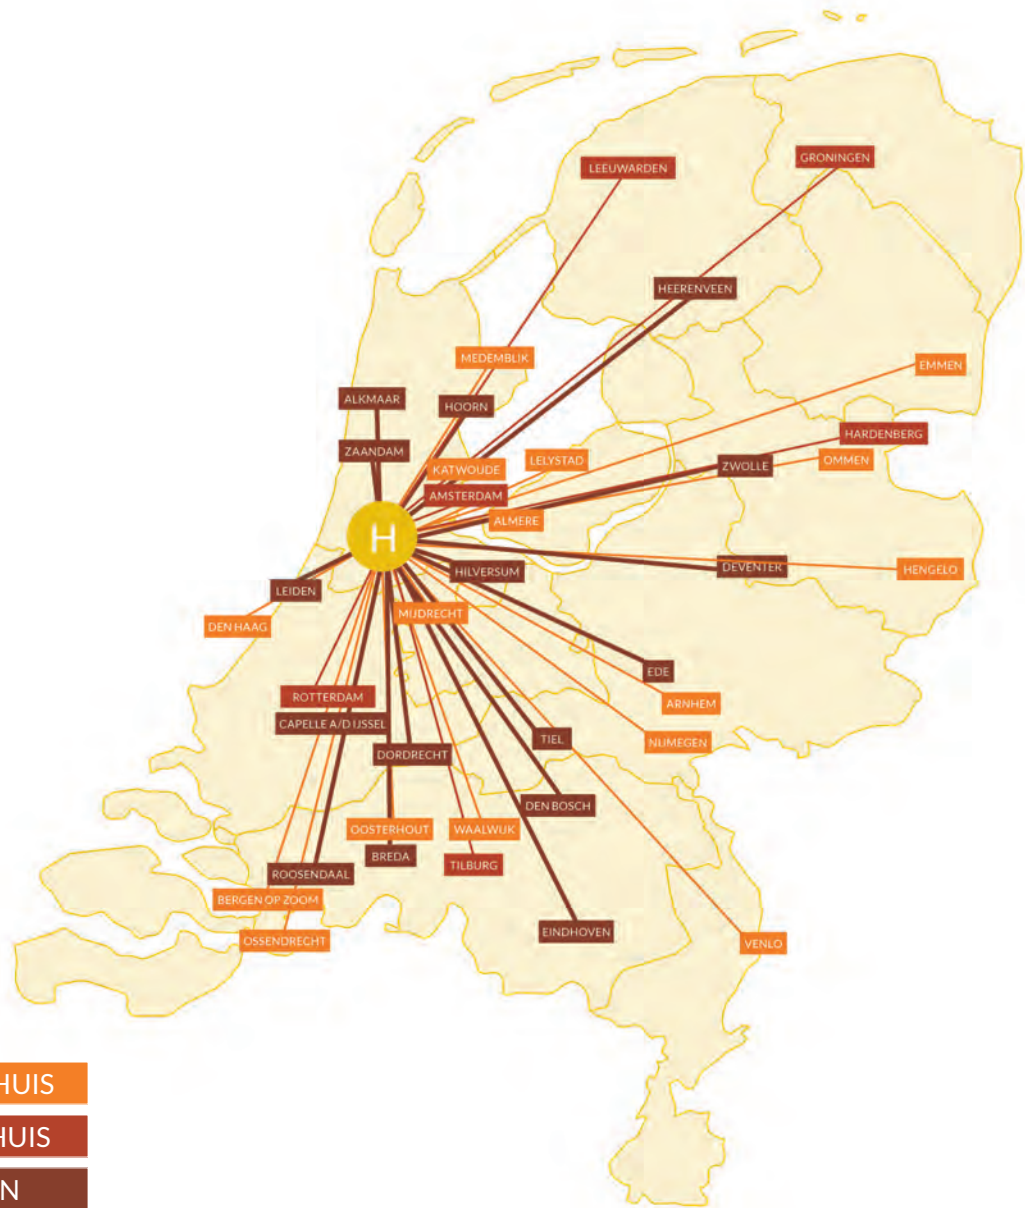 GRONINGEN
LEEUWARDEN
HEERENVEEN
MEDEMBLIK
EMMEN
ALKMAAR
HOORN
HARDENBERG
ZAANDAM
KATWOUDE
LELYSTAD
ZWOLLE
OMMEN
AMSTERDAM
ALMERE
H
HILVERSUM
DEVENTER
HENGELO
LEIDEN
MIJDRECHT
DEN HAAG
EDE
ROTTERDAM
ARNHEM
CAPELLE A/D IJSSEL
TIEL
NIJMEGEN
DORDRECHT
DEN BOSCH
OOSTERHOUT
WAALWIJK
BREDA
TILBURG
ROOSENDAAL
BERGEN OP ZOOM
EINDHOVEN
OSSENDRECHT
VENLO
HUIS
HUIS
N